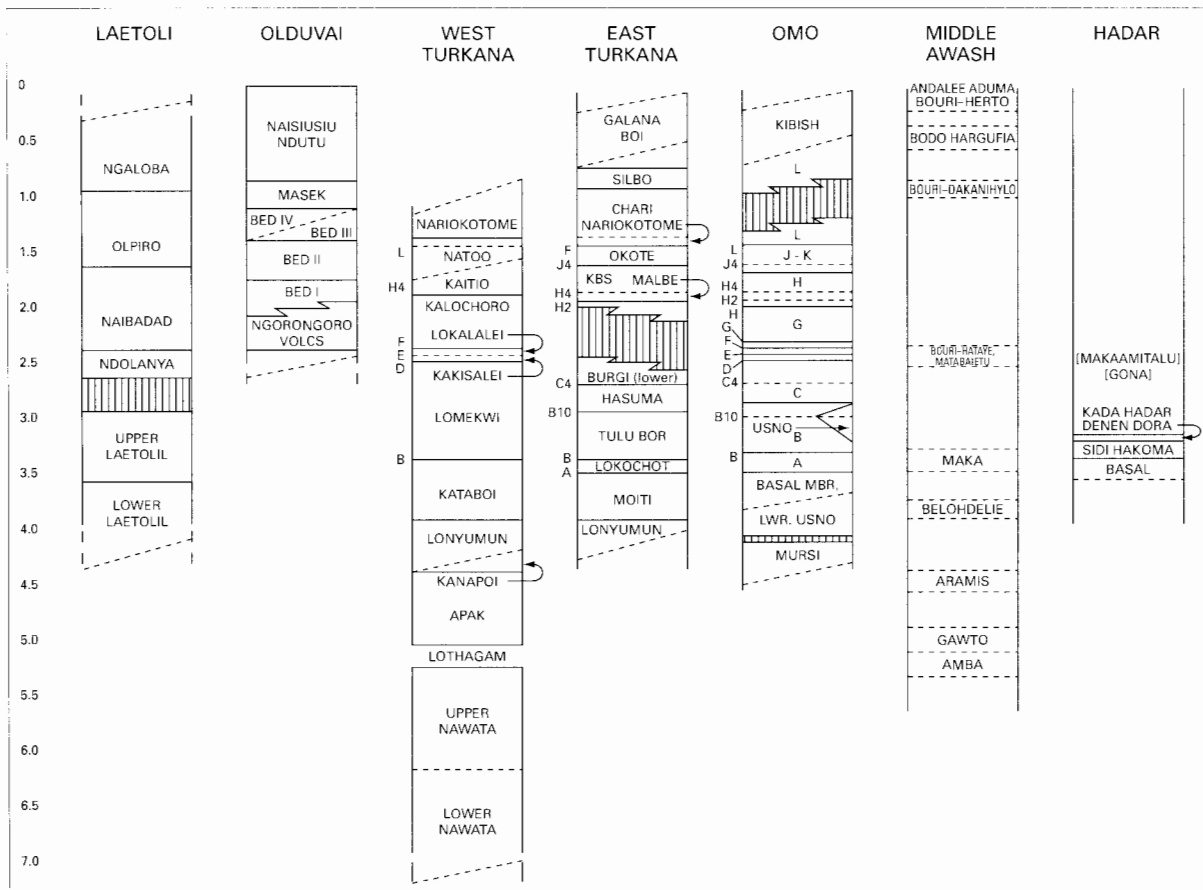 LAETOLI
OLDUVAI
WEST
TURKANA
EAST
TURKANA
OMO
MIDDLE
AWASH
HADAR
0
0.5
1.0
1.5
2.0
2.5
3.0
3.5
4.0
4.5
5.0
5.5
6.0
6.5
7.0
NGALOBA
OLPIRO
NAIBADAD
NDOLANYA
UPPER
LAETOLIL
LOWER
LAETOLIL
NAISIUSIU
NDUTU
MASEK
BED IV
BED III
BED II
BED I
NGORONGORO
VOLCS
NARIOKOTOME
L
NATOO
H4
KAITIO
KALOCHORO
LOKALALEI
F
E
D
KAKISALEI
LOMEKWI
B
KATABOI
LONYUMUN
KANAPOI
APAK
LOTHAGAM
UPPER
NAWATA
LOWER
NAWATA
GALANA
BOI
SILBO
CHARI
NARIOKOTOME
F
OKOTE
J4
KBS MALBE
H4
H2
BURGI (lower)
C4
HASUMA
B10
TULU BOR
B
LOKOCHOT
A
MOITI
LONYUMUN
KIBISH
L
L
L
J - K
J4
H4
H
H2
H
G
G
F
E
D
C4
C
B10
USNO
B
B
A
BASAL MBR.
LWR. USNO
MURSI
ANDALEE ADUMA
BOURI-HERTO
BODO HARGUFIA
BOURI-DAKANIHYLO
BOURI-HATAYE,
MATABAIETU
MAKA
BELOHDELIE
ARAMIS
GAWTO
AMBA
[MAKAAMITALU]
[GONA]
KADA HADAR
DENEN DORA
SIDI HAKOMA
BASAL